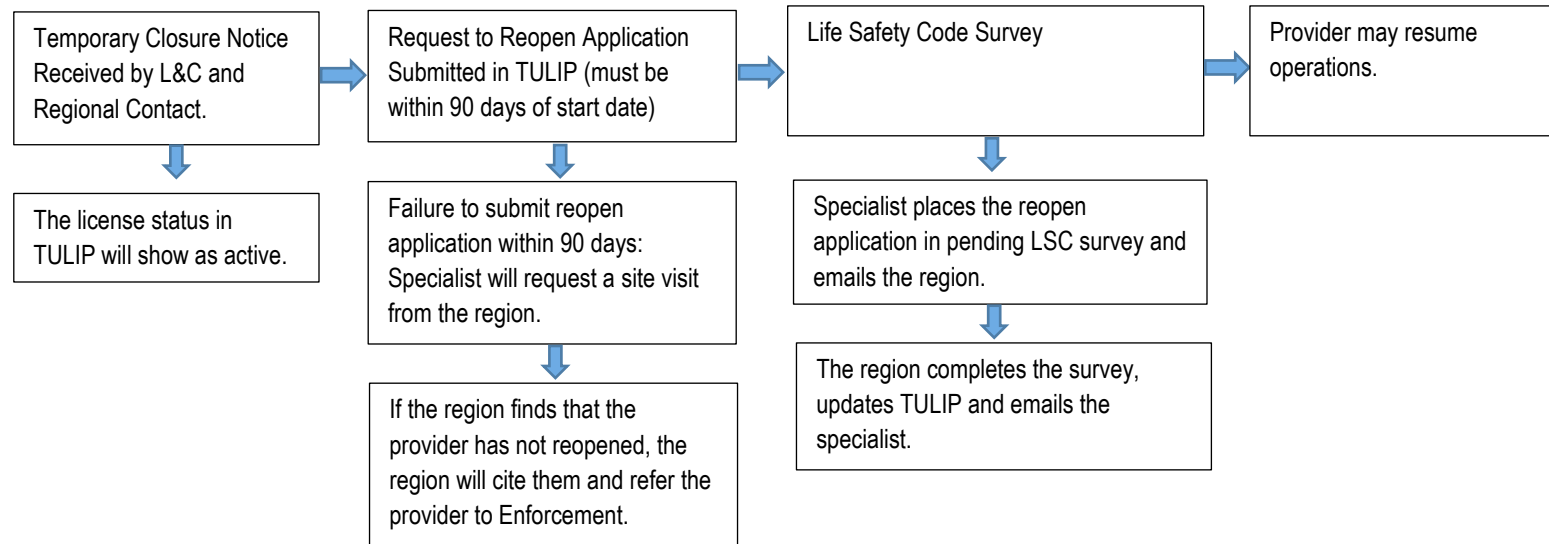 Temporary Closure Notice
Received by L&C and
Regional Contact.
Request to Reopen Application
Submitted in TULIP (must be
within 90 days of start date)
Life Safety Code Survey
Provider may resume
operations.
The license status in
TULIP will show as active.
Failure to submit reopen
application within 90 days:
Specialist will request a site visit
from the region.
Specialist places the reopen
application in pending LSC survey and
emails the region.
If the region finds that the
provider has not reopened, the
region will cite them and refer the
provider to Enforcement.
The region completes the survey,
updates TULIP and emails the
specialist.